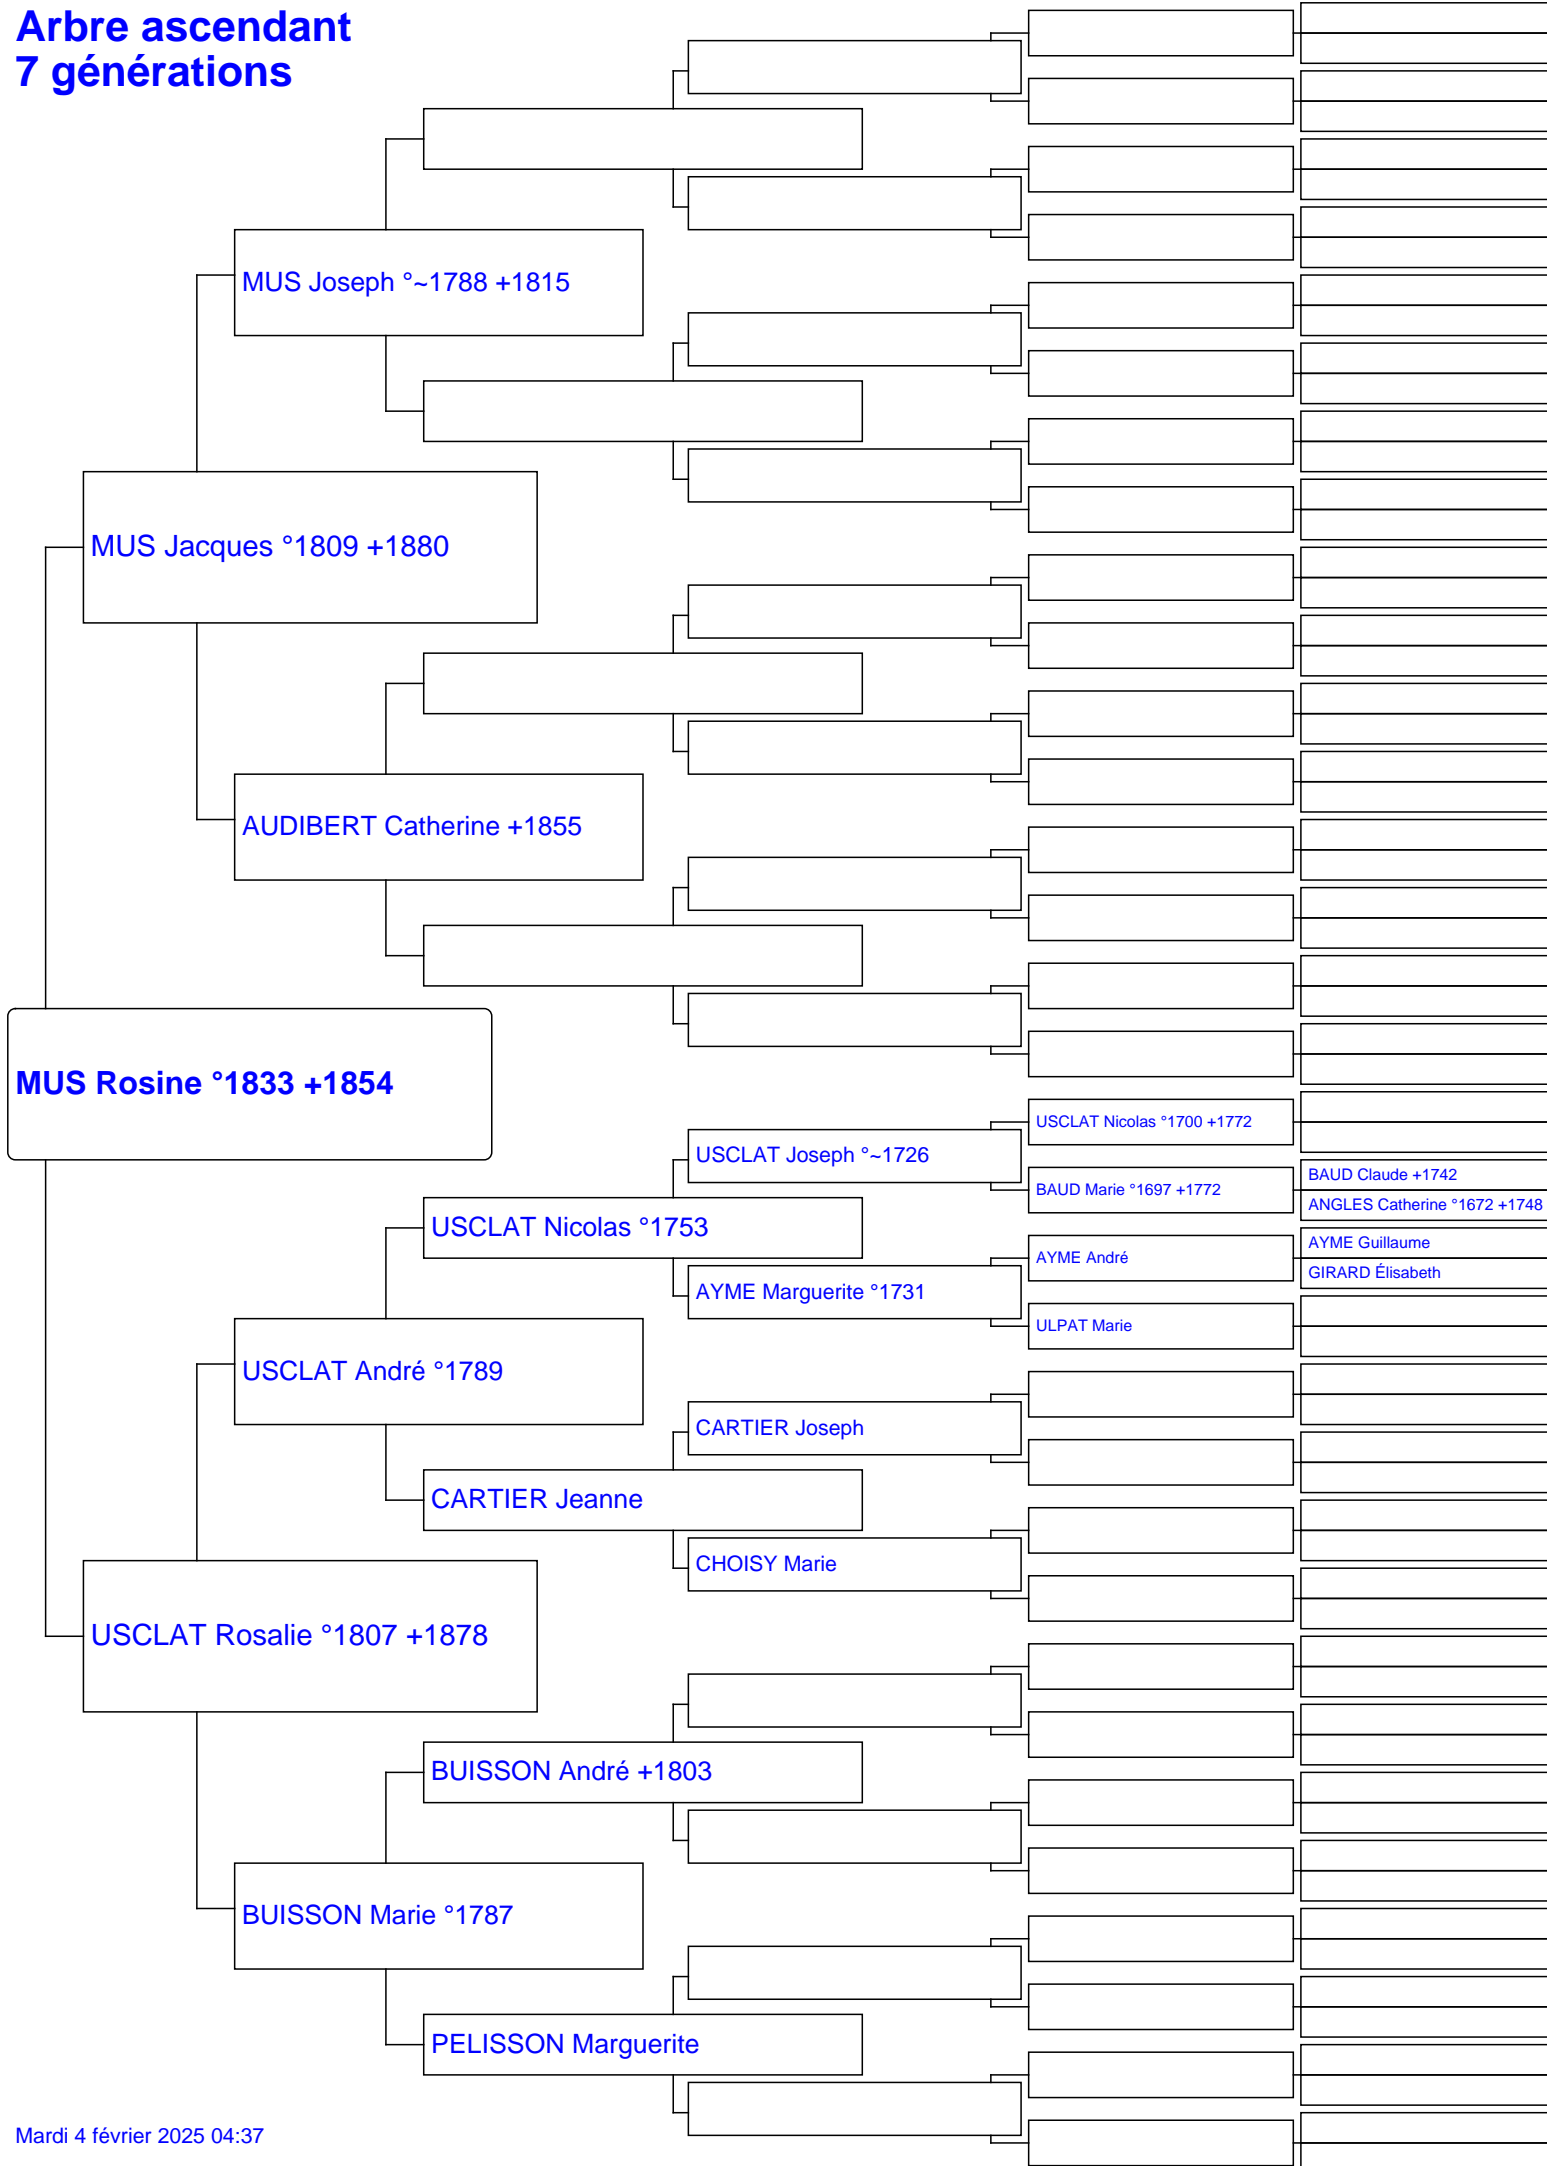 Arbre ascendant
7 générations
MUS Joseph °~1788 +1815
MUS Jacques °1809 +1880
AUDIBERT Catherine +1855
MUS Rosine °1833 +1854
USCLAT Nicolas °1700 +1772
USCLAT Joseph °~1726
BAUD Claude +1742
BAUD Marie °1697 +1772
ANGLES Catherine °1672 +1748
USCLAT Nicolas °1753
AYME Guillaume
AYME André
GIRARD Élisabeth
AYME Marguerite °1731
ULPAT Marie
USCLAT André °1789
CARTIER Joseph
CARTIER Jeanne
CHOISY Marie
USCLAT Rosalie °1807 +1878
BUISSON André +1803
BUISSON Marie °1787
PELISSON Marguerite
Mardi 4 février 2025 04:37